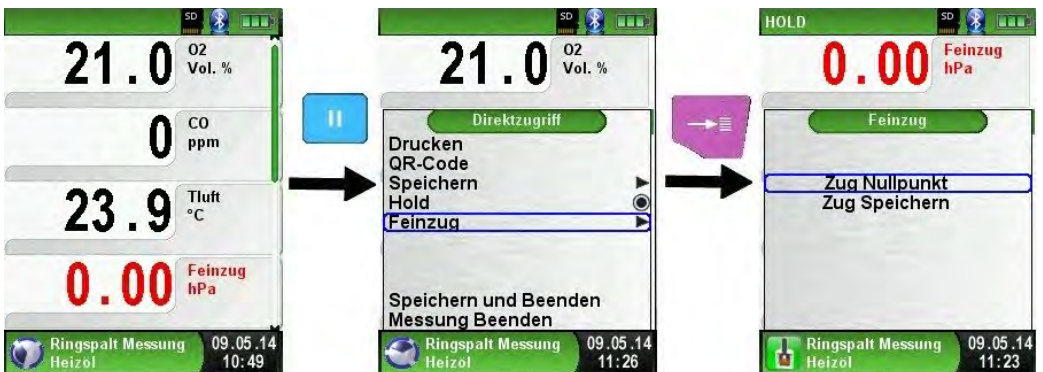 SD
21.0 O2 Vol. %
0 CO ppm
23.9 Tluft °C
0.00 Feinzug hPa
Ringspalt Messung 09.05.14
Heizöl 10:49
SD
21.0 O2 Vol. %
Direktzugriff
Drucken
QR-Code
Speichern
Hold
Feinzug
Speichern und Beenden
Messung Beenden
Ringspalt Messung 09.05.14
Heizöl 11:26
HOLD SD
0.00 Feinzug hPa
Feinzug
Zug Nullpunkt
Zug Speichern
Ringspalt Messung 09.05.14
Heizöl 11:23